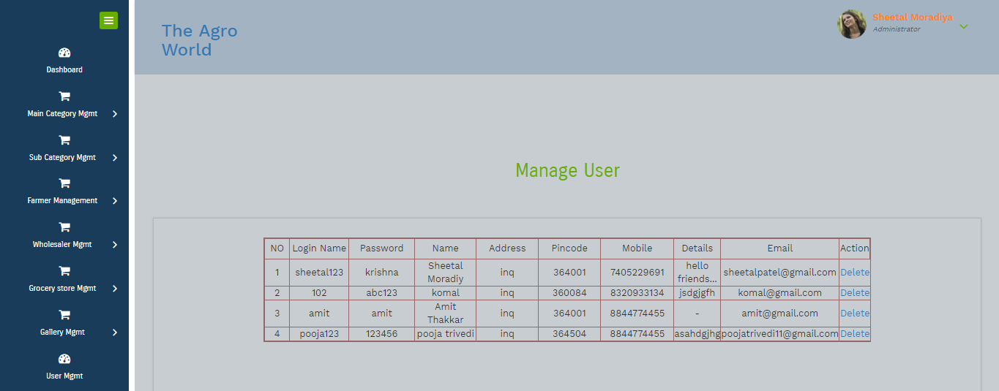 The Agro
World
Sheetal Moradiya
Administrator
Dashboard
Main Category Mgmt
Sub Category Mgmt
Farmer Management
Wholesaler Mgmt
Grocery store Mgmt
Gallery Mgmt
User Mgmt
Manage User
NO Login Name Password Name Address Pincode Mobile Details Email Action
1 sheetal123 krishna Sheetal Moradiy inq 364001 7405229691 hello friends... sheetalpatel@gmail.com Delete
2 102 abc123 komal inq 360084 8320933134 jsdgjgfh komal@gmail.com Delete
3 amit amit Amit Thakkar inq 364001 8844774455 - amit@gmail.com Delete
4 pooja123 123456 pooja trivedi inq 364504 8844774455 asahdgjhg poojatrivedi11@gmail.com Delete